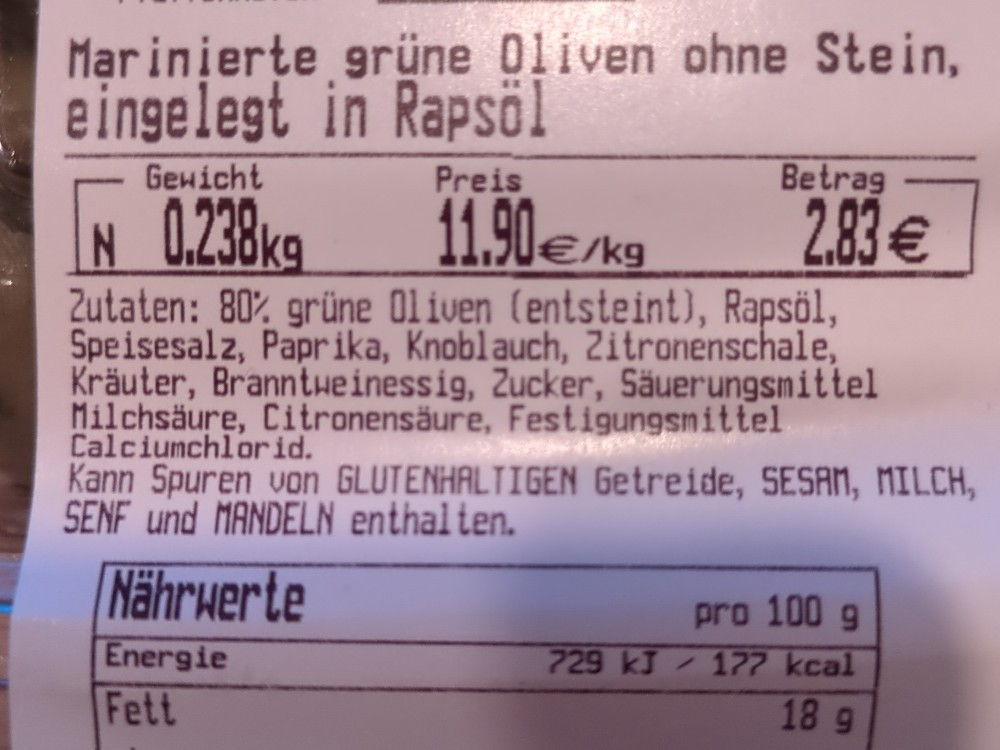 Marinierte grüne Oliven ohne Stein,
eingelegt in Rapsöl
Gewicht Preis Betrag
N 0.238kg 11.90€/kg 2.83€
Zutaten: 80% grüne Oliven (entsteint), Rapsöl,
Speisesalz, Paprika, Knoblauch, Zitronenschale,
Kräuter, Branntweinessig, Zucker, Säuerungsmittel
Milchsäure, Citronensäure, Festigungsmittel
Calciumchlorid.
Kann Spuren von GLUTENHALTIGEN Getreide, SESAM, MILCH,
SENF und MANDELN enthalten.
Nährwerte pro 100 g
Energie 729 kJ / 177 kcal
Fett 18 g